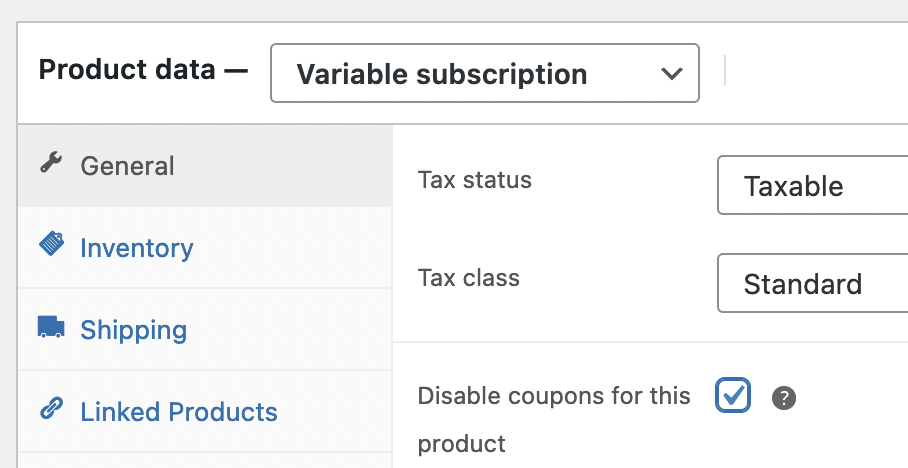 Product data —
Variable subscription
General
Inventory
Shipping
Linked Products
Tax status
Taxable
Tax class
Standard
Disable coupons for this
product
?